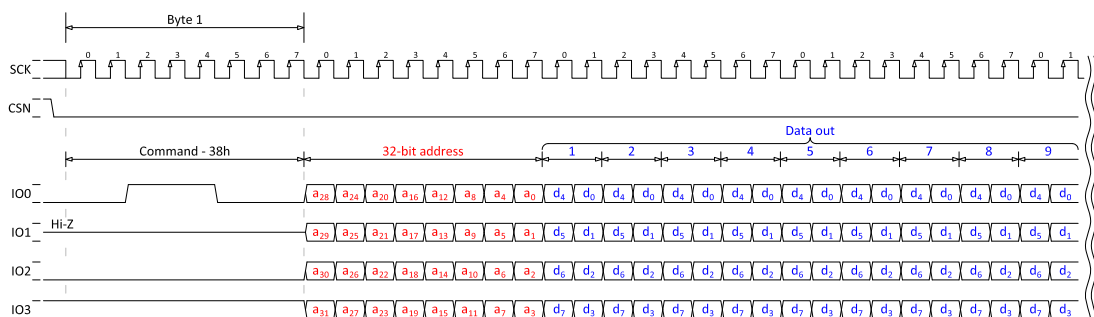 Byte 1
0 1 2 3 4 5 6 7 0 1 2 3 4 5 6 7 0 1 2 3 4 5 6 7 0 1 2 3 4 5 6 7 0 1
SCK
CSN
Data out
Command - 38h 32-bit address 1 2 3 4 5 6 7 8 9
IO0 a28 a24 a20 a16 a12 a8 a4 a0 d4 d0 d4 d0 d4 d0 d4 d0 d4 d0 d4 d0 d4 d0 d4 d0 d4 d0
Hi-Z
IO1 a29 a25 a21 a17 a13 a9 a5 a1 d5 d1 d5 d1 d5 d1 d5 d1 d5 d1 d5 d1 d5 d1 d5 d1 d5 d1
IO2 a30 a26 a22 a18 a14 a10 a6 a2 d6 d2 d6 d2 d6 d2 d6 d2 d6 d2 d6 d2 d6 d2 d6 d2 d6 d2
IO3 a31 a27 a23 a19 a15 a11 a7 a3 d7 d3 d7 d3 d7 d3 d7 d3 d7 d3 d7 d3 d7 d3 d7 d3 d7 d3